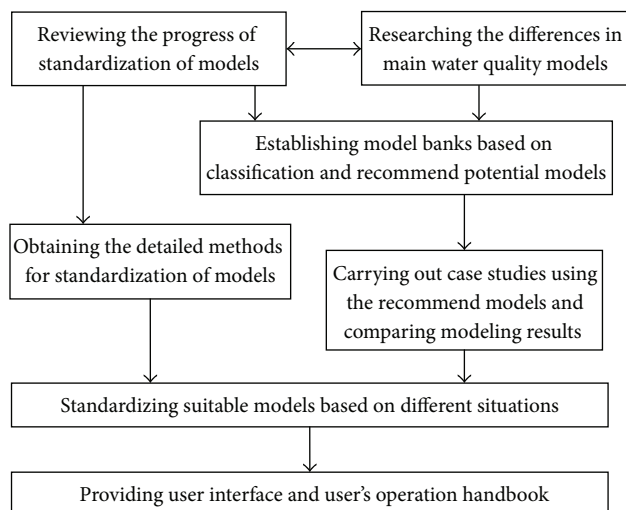 Reviewing the progress of
standardization of models
Researching the differences in
main water quality models
Establishing model banks based on
classification and recommend potential models
Obtaining the detailed methods
for standardization of models
Carrying out case studies using
the recommend models and
comparing modeling results
Standardizing suitable models based on different situations
Providing user interface and user's operation handbook